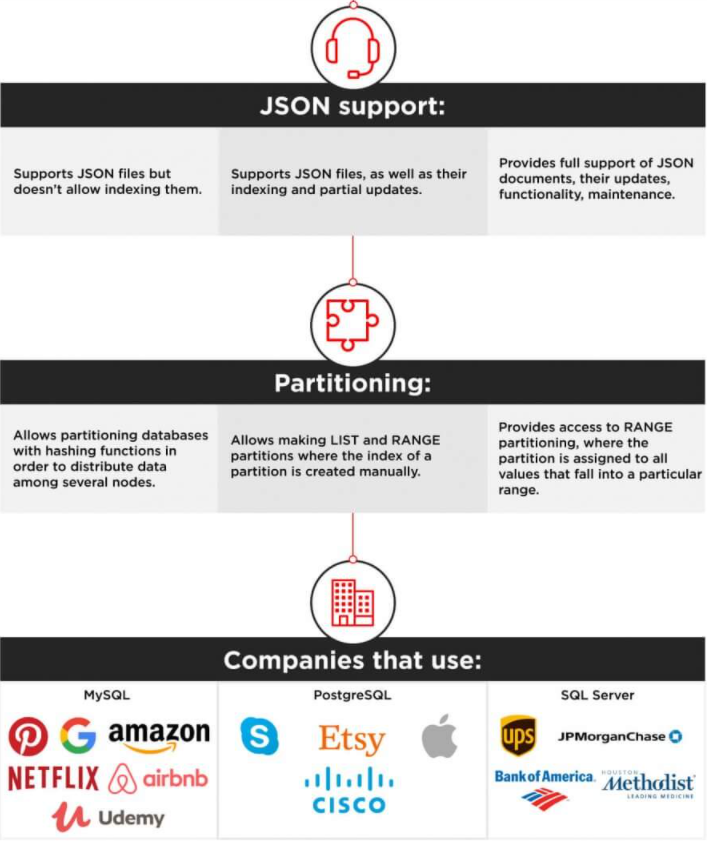 JSON support:
Supports JSON files but
doesn't allow indexing them.
Supports JSON files, as well as their
indexing and partial updates.
Provides full support of JSON
documents, their updates,
functionality, maintenance.
Partitioning:
Allows partitioning databases
with hashing functions in
order to distribute data
among several nodes.
Allows making LIST and RANGE
partitions where the index of a
partition is created manually.
Provides access to RANGE
partitioning, where the
partition is assigned to all
values that fall into a particular
range.
Companies that use:
MySQL
amazon
NETFLIX
airbnb
Udemy
PostgreSQL
S
Etsy
CISCO
SQL Server
ups
JPMorganChase
Bank of America.
HOUSTON
Methodist
LEADING MEDICINE